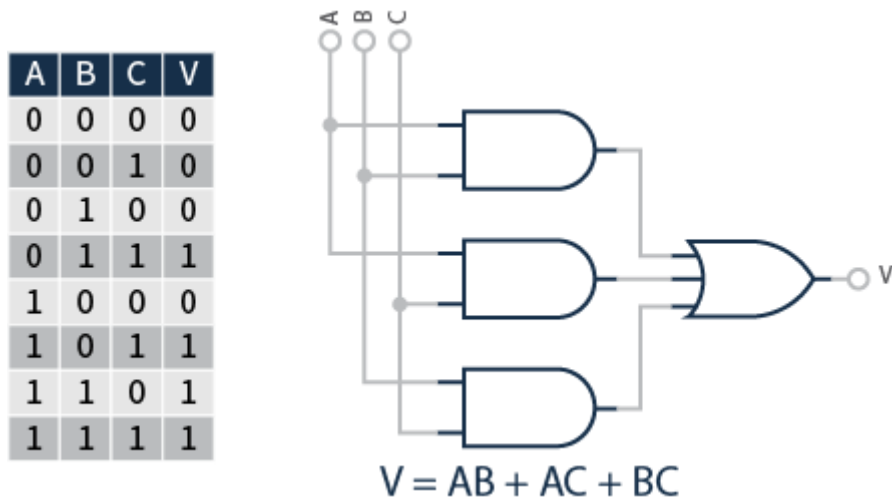 A B C
A B C V
0 0 0 0
0 0 1 0
0 1 0 0
0 1 1 1
1 0 0 0
1 0 1 1
1 1 0 1
1 1 1 1
V
V = AB + AC + BC